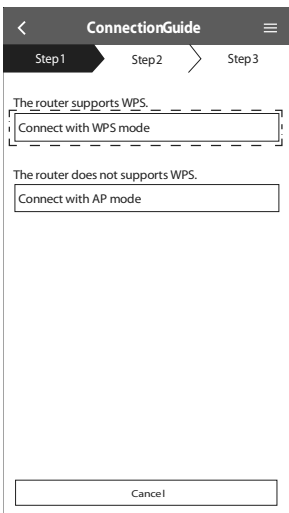 ConnectionGuide
Step1 Step2 Step3
The router supports WPS.
Connect with WPS mode
The router does not supports WPS.
Connect with AP mode
Cancel